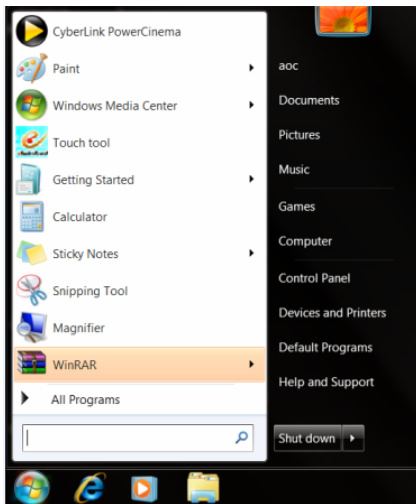 CyberLink PowerCinema
Paint
Windows Media Center
Touch tool
Getting Started
Calculator
Sticky Notes
Snipping Tool
Magnifier
WinRAR
All Programs
aoc
Documents
Pictures
Music
Games
Computer
Control Panel
Devices and Printers
Default Programs
Help and Support
Shut down